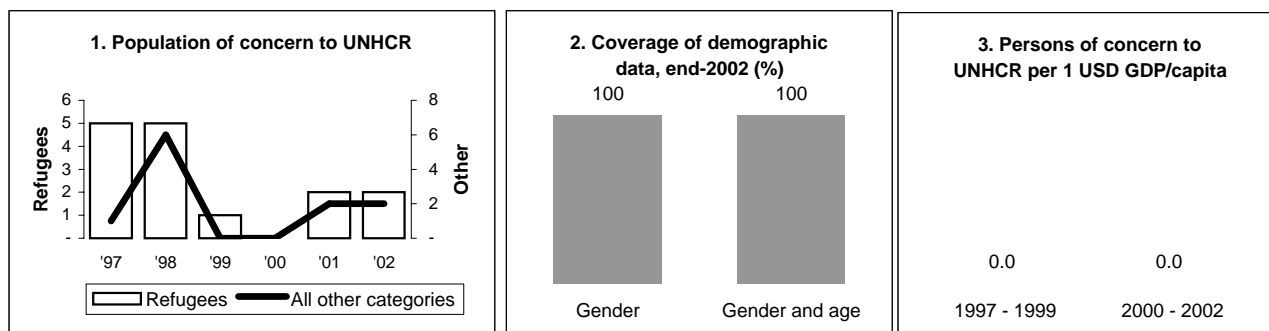 1. Population of concern to UNHCR
6
5
4
3
2
1
-
Refugees
8
6
4
2
-
Other
'97 '98 '99 '00 '01 '02
Refugees All other categories
2. Coverage of demographic
data, end-2002 (%)
100 100
Gender Gender and age
3. Persons of concern to
UNHCR per 1 USD GDP/capita
0.0 0.0
1997 - 1999 2000 - 2002